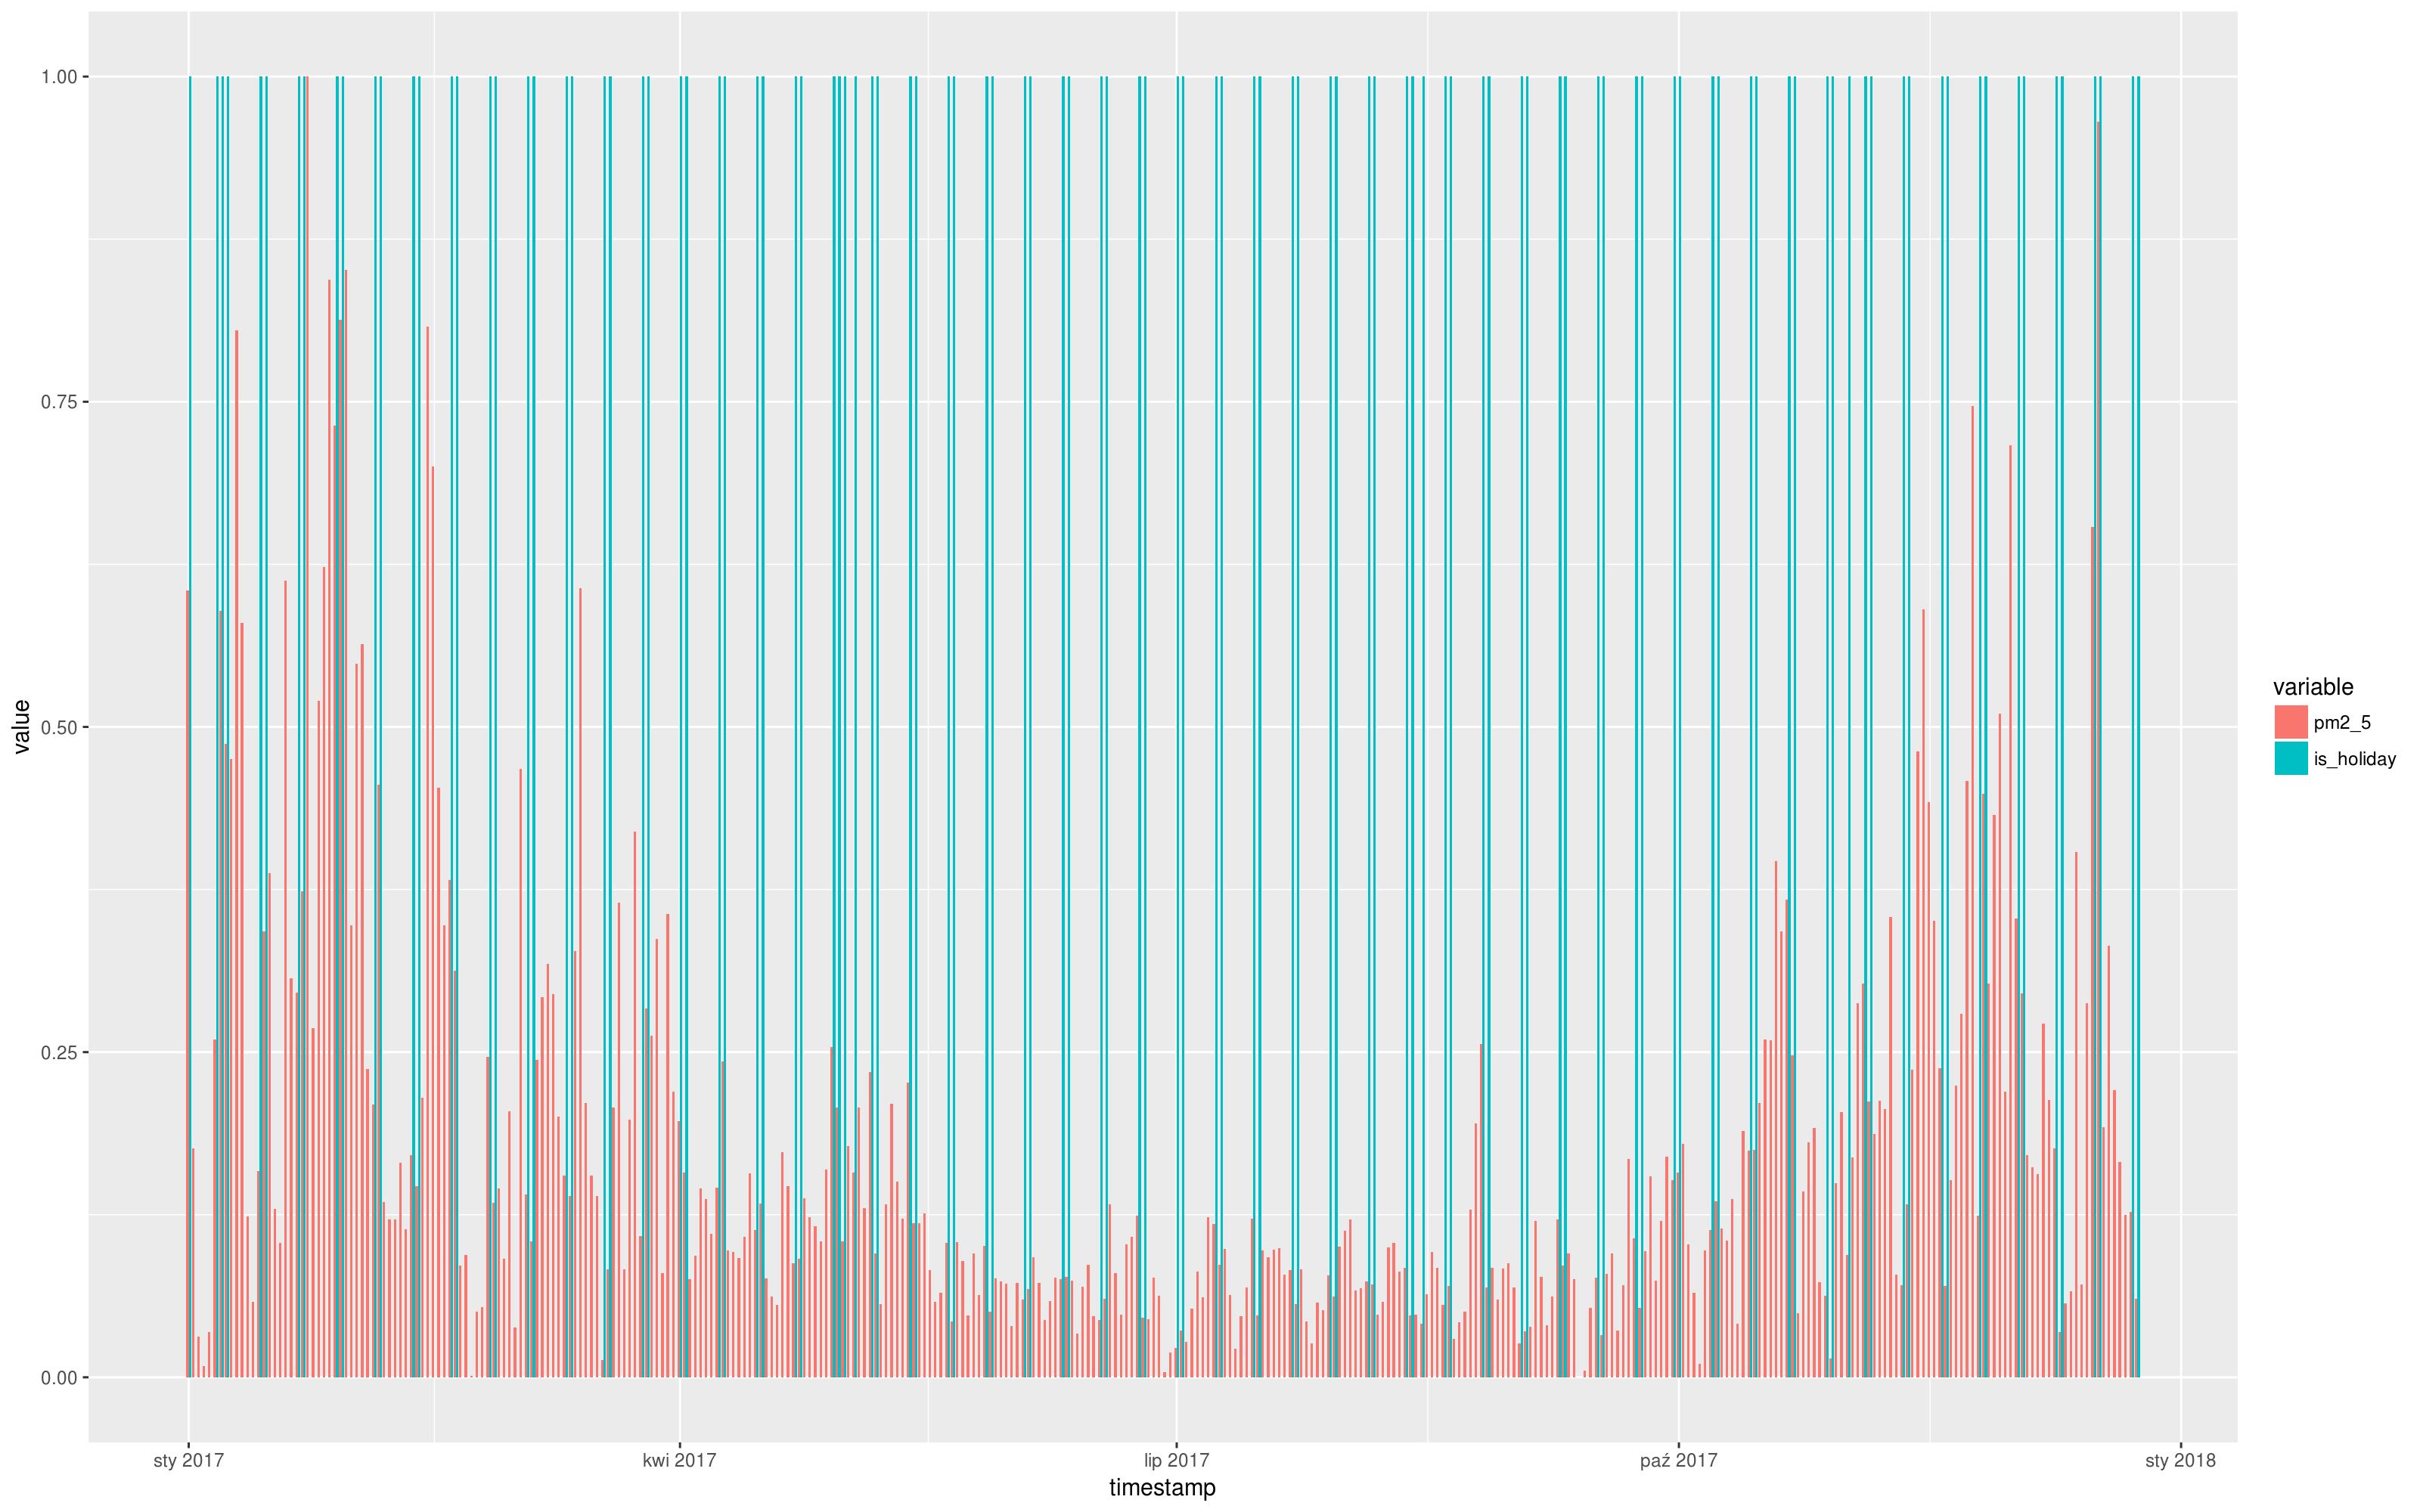 1.00
0.75
0.50
0.25
0.00
value
sty 2017
kwi 2017
lip 2017
paź 2017
sty 2018
timestamp
variable
pm2_5
is_holiday